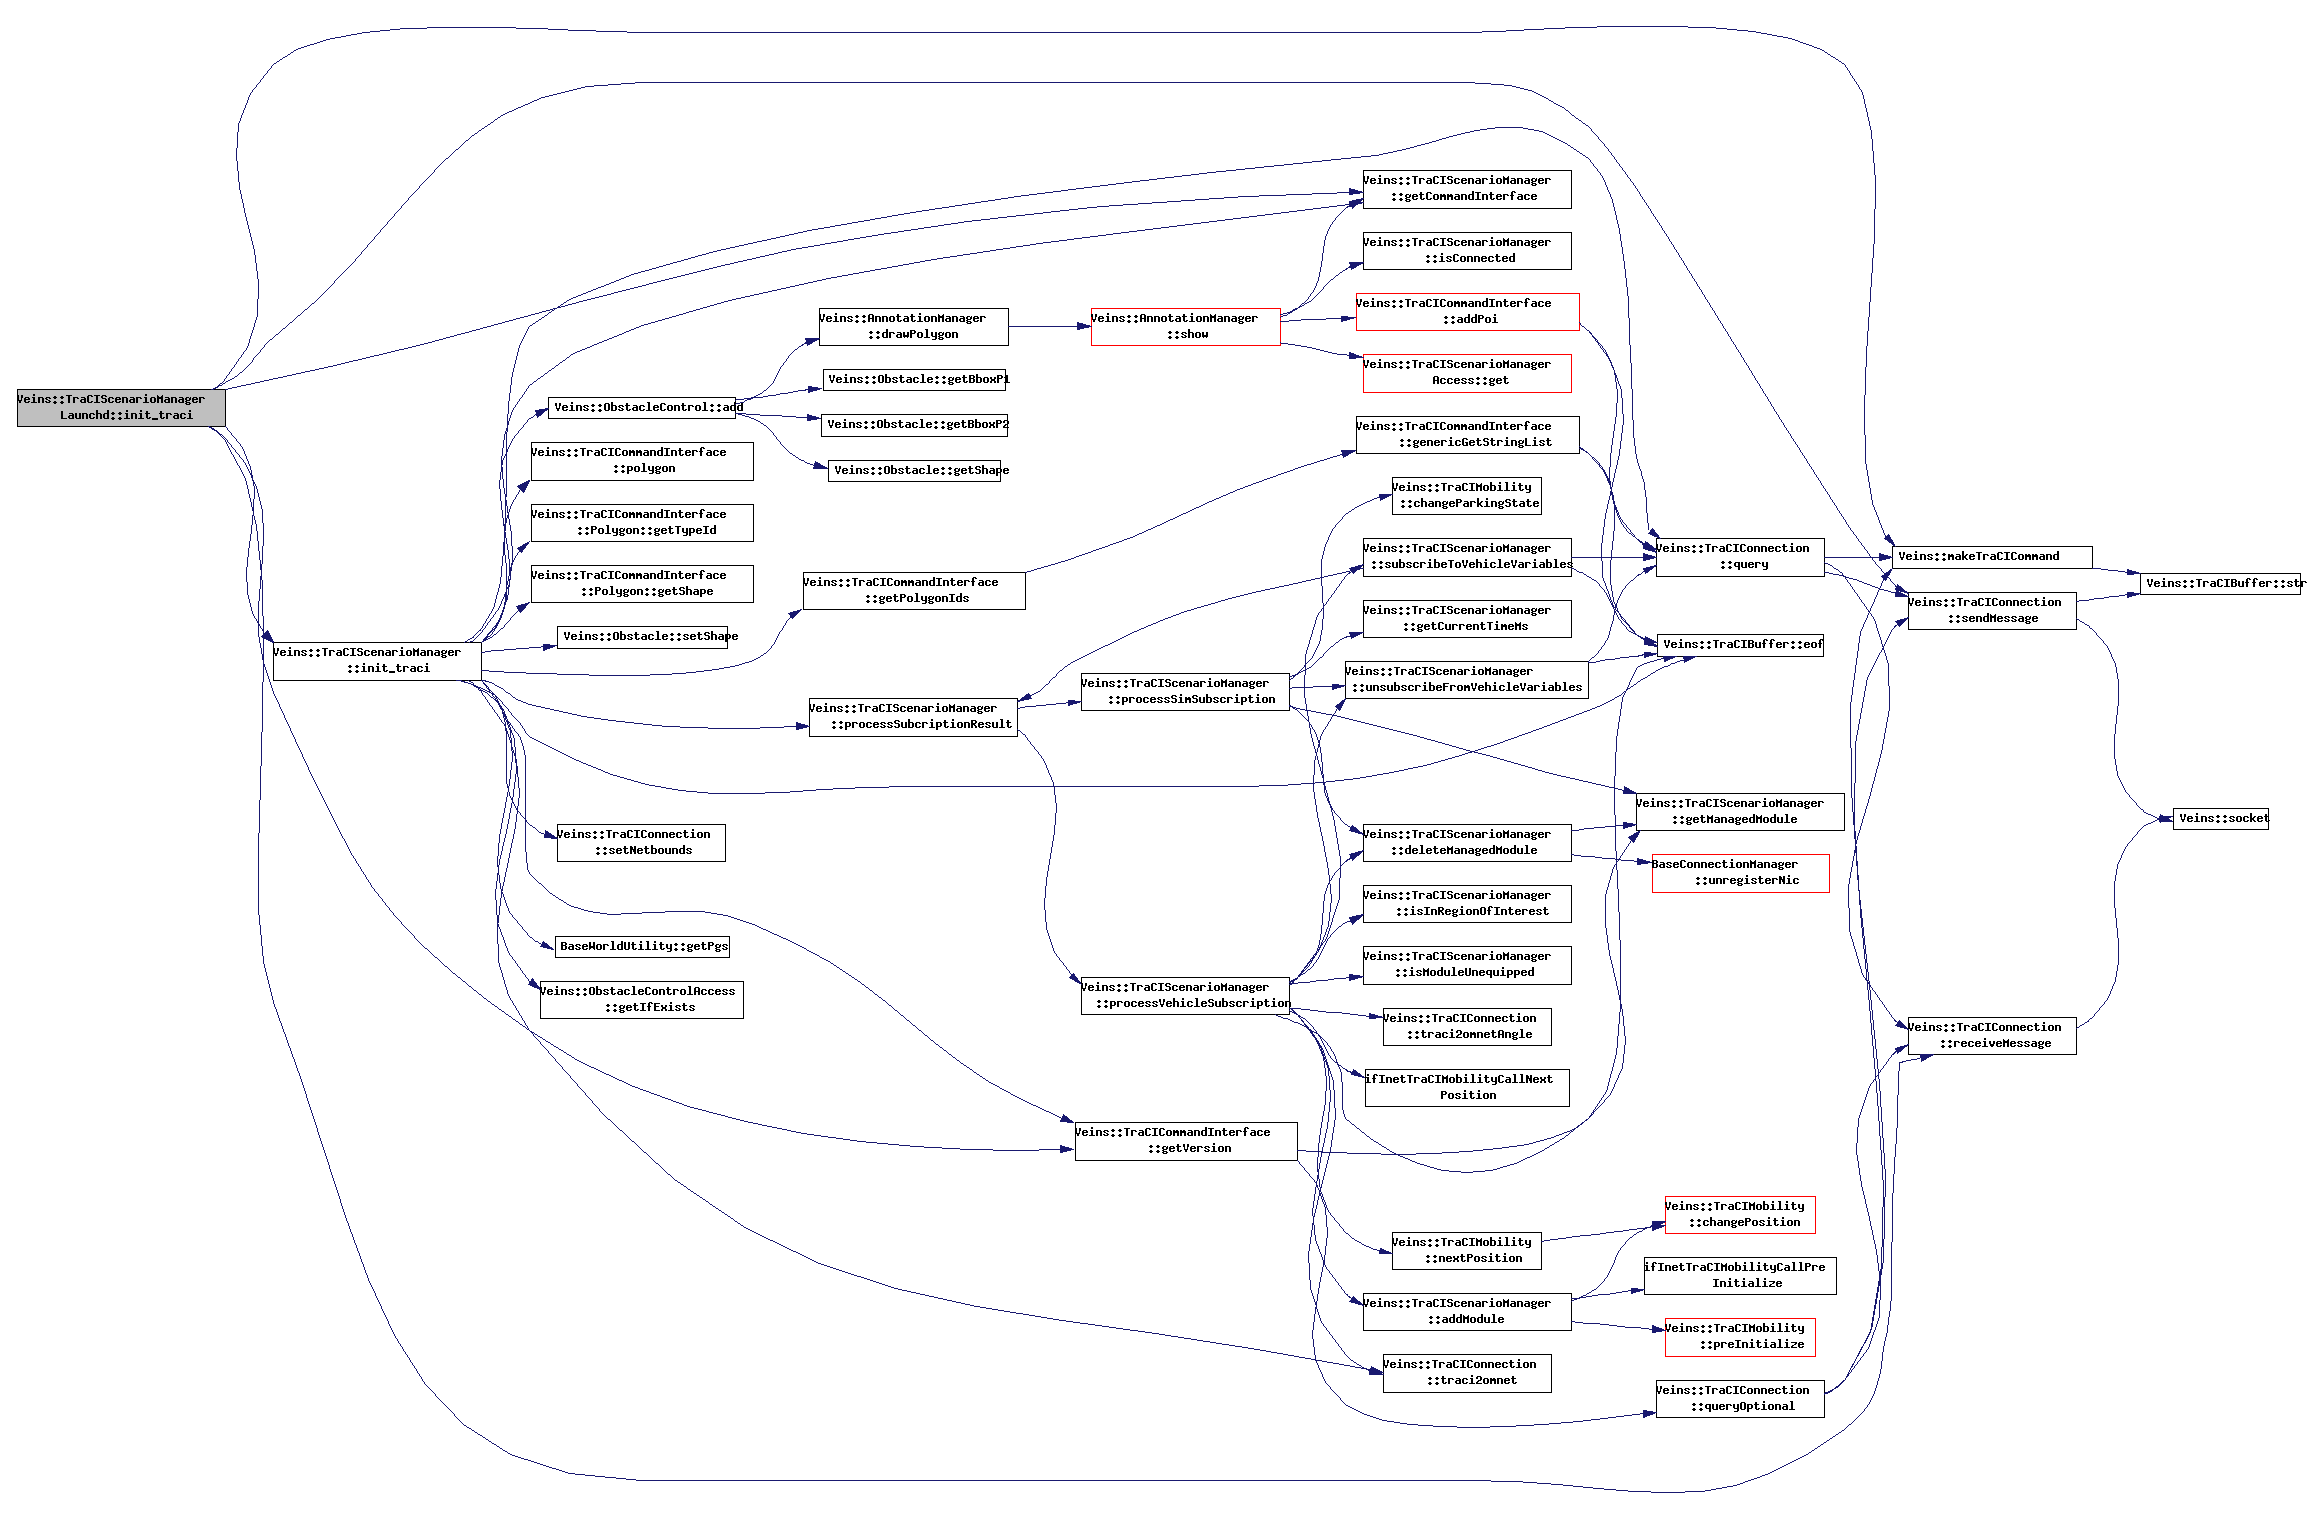 Veins::TraCIScenarioManager
Launchd::init_traci
Veins::TraCIScenarioManager
::init_traci
Veins::ObstacleControl::add
Veins::TraCICommandInterface
::polygon
Veins::TraCICommandInterface
::Polygon::getTypeId
Veins::TraCICommandInterface
::Polygon::getShape
Veins::Obstacle::setShape
Veins::TraCIConnection
::setNetbounds
BaseWorldUtility::getPgs
Veins::ObstacleControlAccess
::getIfExists
Veins::AnnotationManager
::drawPolygon
Veins::Obstacle::getBboxP1
Veins::Obstacle::getBboxP2
Veins::Obstacle::getShape
Veins::TraCICommandInterface
::getPolygonIds
Veins::TraCIScenarioManager
::processSubcriptionResult
Veins::AnnotationManager
::show
Veins::TraCIScenarioManager
::processSimSubscription
Veins::TraCIScenarioManager
::processVehicleSubscription
Veins::TraCICommandInterface
::getVersion
Veins::TraCIScenarioManager
::getCommandInterface
Veins::TraCIScenarioManager
::isConnected
Veins::TraCICommandInterface
::addPoi
Veins::TraCIScenarioManager
Access::get
Veins::TraCICommandInterface
::genericGetStringList
Veins::TraCIMobility
::changeParkingState
Veins::TraCIScenarioManager
::subscribeToVehicleVariables
Veins::TraCIScenarioManager
::getCurrentTimeMs
Veins::TraCIScenarioManager
::unsubscribeFromVehicleVariables
Veins::TraCIScenarioManager
::deleteManagedModule
Veins::TraCIScenarioManager
::isInRegionOfInterest
Veins::TraCIScenarioManager
::isModuleUnequipped
Veins::TraCIConnection
::traci2omnetAngle
ifInetTraCIMobilityCallNext
Position
Veins::TraCIMobility
::nextPosition
Veins::TraCIScenarioManager
::addModule
Veins::TraCIConnection
::traci2omnet
Veins::TraCIConnection
::query
Veins::TraCIBuffer::eof
Veins::TraCIScenarioManager
::getManagedModule
BaseConnectionManager
::unregisterNic
Veins::TraCIMobility
::changePosition
ifInetTraCIMobilityCallPre
Initialize
Veins::TraCIMobility
::preInitialize
Veins::TraCIConnection
::queryOptional
Veins::makeTraCICommand
Veins::TraCIConnection
::sendMessage
Veins::TraCIConnection
::receiveMessage
Veins::TraCIBuffer::str
Veins::socket